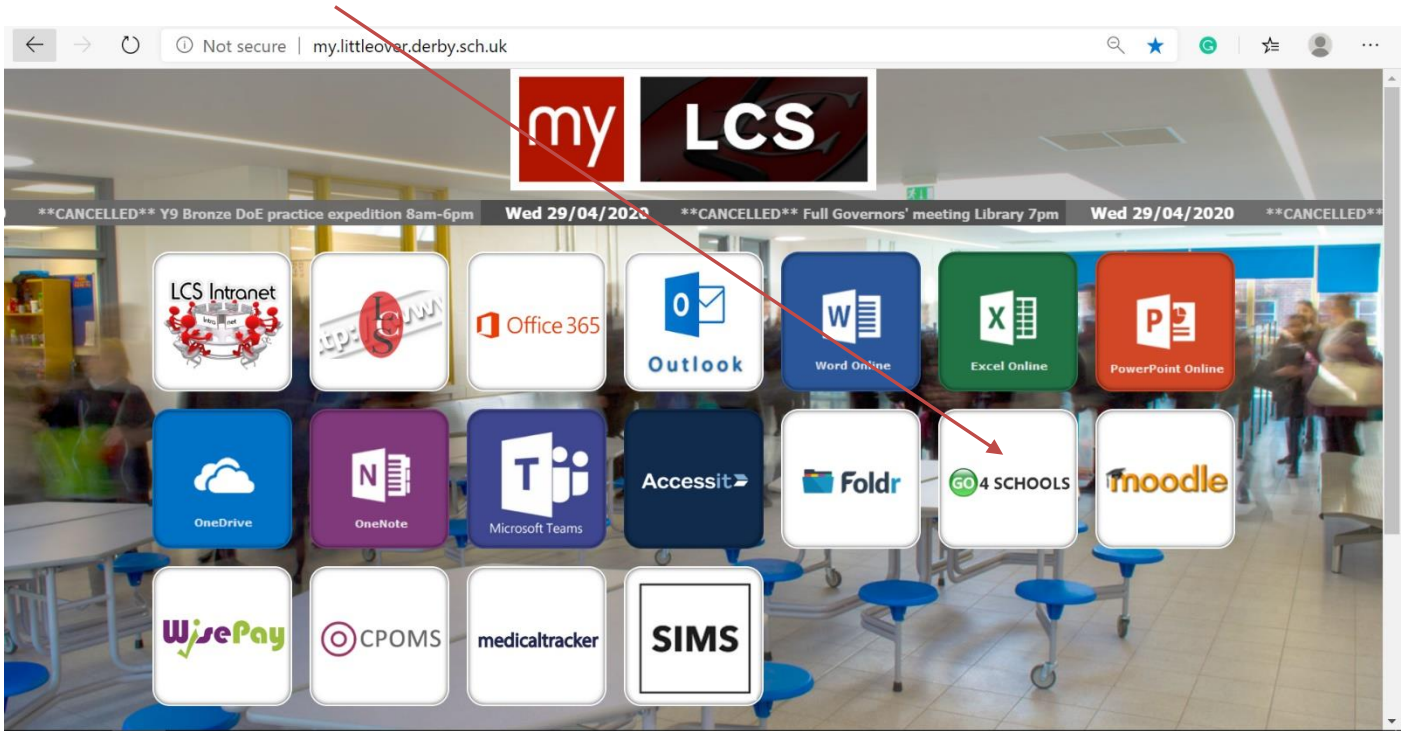 Not secure | my.littleover.derby.sch.uk
my LCS
**CANCELLED** Y9 Bronze DoE practice expedition 8am-6pm Wed 29/04/2020 **CANCELLED** Full Governors' meeting Library 7pm Wed 29/04/2020 **CANCELLED**
LCS Intranet
LCS
Office 365
Outlook
Word Online
Excel Online
PowerPoint Online
OneDrive
OneNote
Microsoft Teams
Accessit
Foldr
GO 4 SCHOOLS
moodle
WisePay
CPOMS
medicaltracker
SIMS